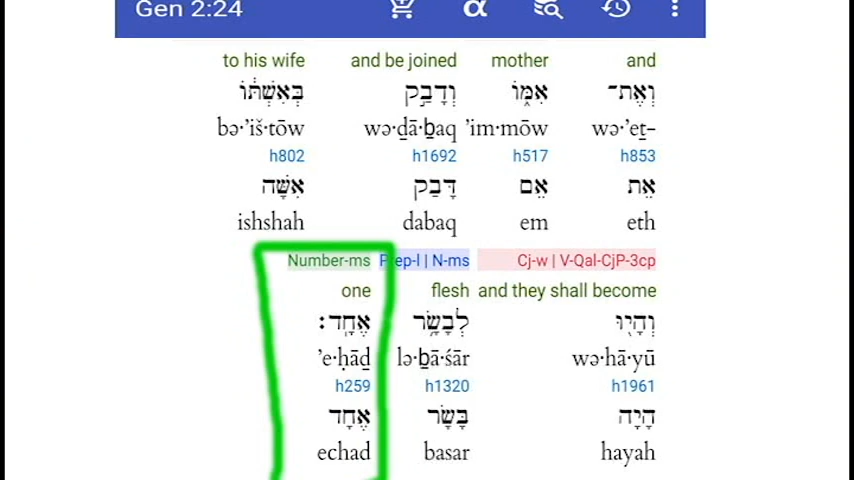 Gen 2:24 α
to his wife and be joined mother and
וְאֶת־ אִמּ֑וֹ וְדָבַ֣ק בְּאִשְׁתּ֔וֹ
bə·’iš·tōw wə·ḏā·ḇaq ’im·mōw wə·’eṯ-
h802 h1692 h517 h853
אֵת אֵם דָּבַק אִשָּׁה
ishshah dabaq em eth
Number-ms Prep-l | N-ms Cj-w | V-Qal-CjP-3cp
one flesh and they shall become
וְהָי֖וּ לְבָשָׂ֥ר אֶחָֽד׃
’e·ḥāḏ lə·ḇā·śār wə·hā·yū
h259 h1320 h1961
הָיָה בָּשָׂר אֶחָד
echad basar hayah